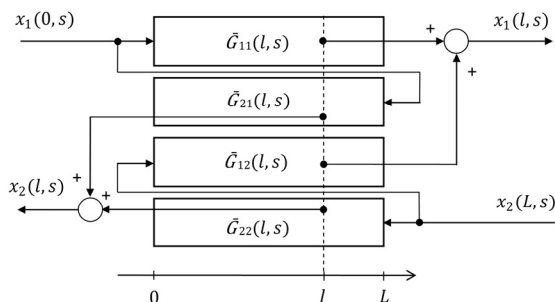 x₁(0,s)
x₁(l,s)
Ḡ₁₁(l,s)
+
+
Ḡ₂₁(l,s)
Ḡ₁₂(l,s)
+
x₂(l,s)
+
x₂(L,s)
Ḡ₂₂(l,s)
0 l L